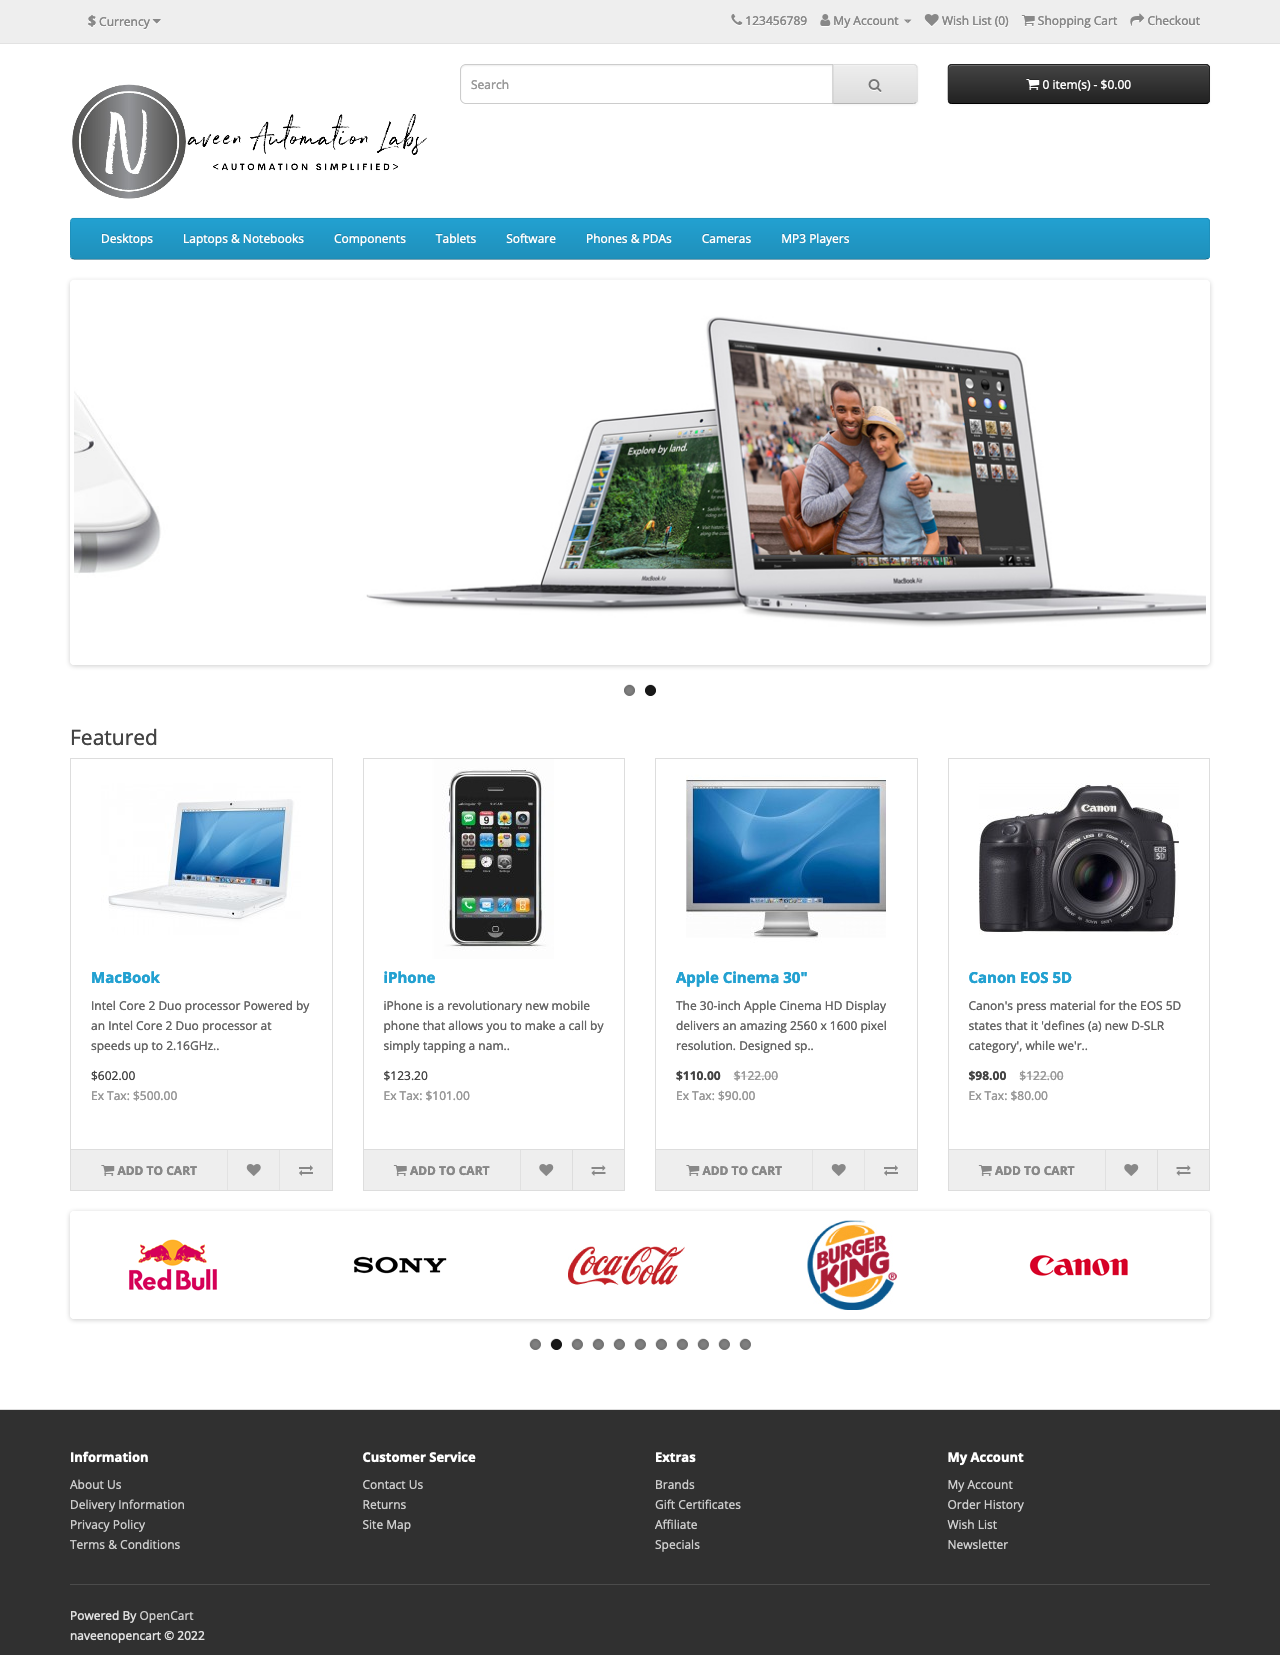 $ Currency
123456789 My Account Wish List (0) Shopping Cart Checkout
Search
0 item(s) - $0.00
N
aveen Automation Labs
<AUTOMATION SIMPLIFIED>
Desktops Laptops & Notebooks Components Tablets Software Phones & PDAs Cameras MP3 Players
Explore by land.
MacBook Air
MacBook Air
Featured
Canon
EOS
5D
MacBook
Intel Core 2 Duo processor Powered by
an Intel Core 2 Duo processor at
speeds up to 2.16GHz..
$602.00
Ex Tax: $500.00
ADD TO CART
iPhone
iPhone is a revolutionary new mobile
phone that allows you to make a call by
simply tapping a nam..
$123.20
Ex Tax: $101.00
ADD TO CART
Apple Cinema 30"
The 30-inch Apple Cinema HD Display
delivers an amazing 2560 x 1600 pixel
resolution. Designed sp..
$110.00 $122.00
Ex Tax: $90.00
ADD TO CART
Canon EOS 5D
Canon's press material for the EOS 5D
states that it 'defines (a) new D-SLR
category', while we'r..
$98.00 $122.00
Ex Tax: $80.00
ADD TO CART
Red Bull
SONY
Coca-Cola
BURGER
KING
®
Canon
Information
About Us
Delivery Information
Privacy Policy
Terms & Conditions
Customer Service
Contact Us
Returns
Site Map
Extras
Brands
Gift Certificates
Affiliate
Specials
My Account
My Account
Order History
Wish List
Newsletter
Powered By OpenCart
naveenopencart © 2022